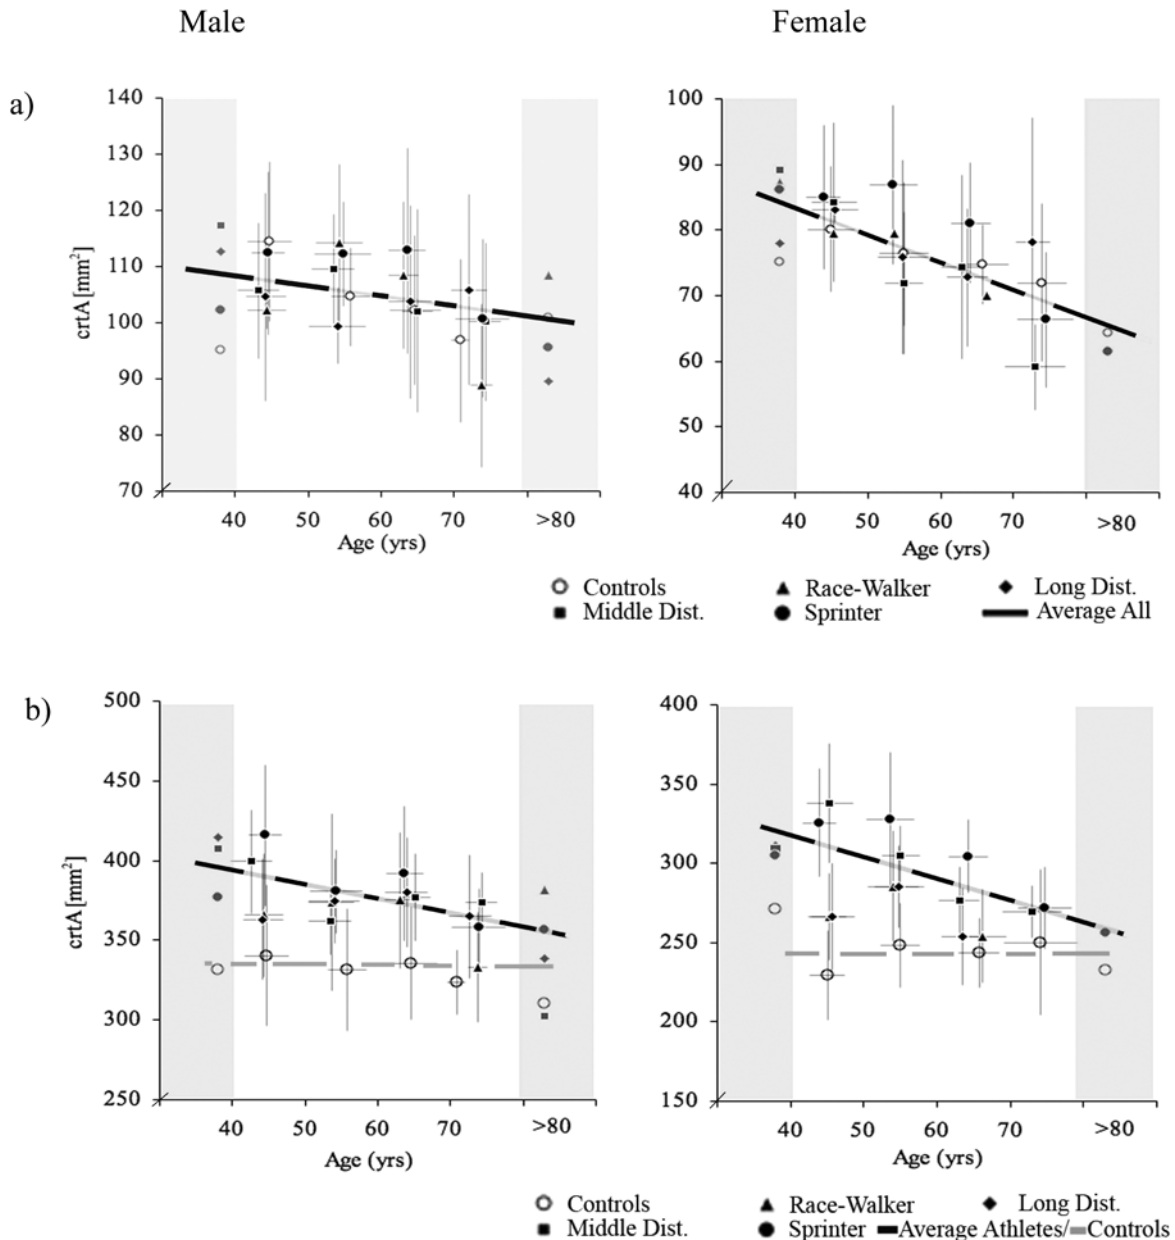 Male Female
a)
140
130
120
110
100
90
80
70
crtA [mm²]
40 50 60 70 >80
Age (yrs)
100
90
80
70
60
50
40
40 50 60 70 >80
Age (yrs)
Controls Race-Walker Long Dist.
Middle Dist. Sprinter Average All
b)
500
450
400
350
300
250
crtA [mm²]
40 50 60 70 >80
Age (yrs)
400
350
300
250
200
150
40 50 60 70 >80
Age (yrs)
Controls Race-Walker Long Dist.
Middle Dist. Sprinter Average Athletes/ Controls